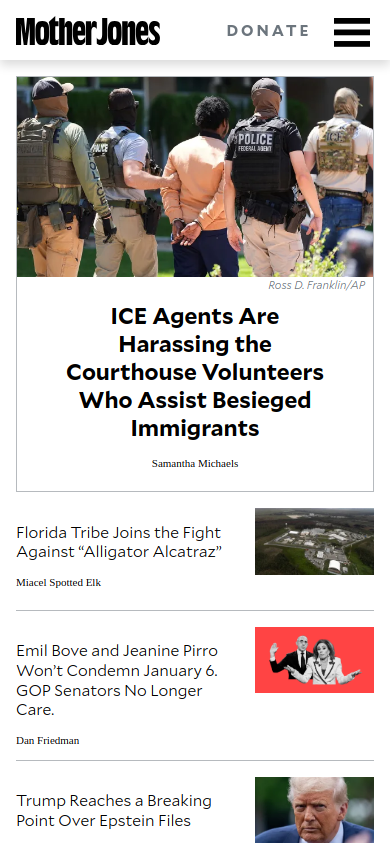 Mother Jones
DONATE
POLICE
FEDERAL AGENT
Ross D. Franklin/AP
ICE Agents Are
Harassing the
Courthouse Volunteers
Who Assist Besieged
Immigrants
Samantha Michaels
Florida Tribe Joins the Fight
Against “Alligator Alcatraz”
Miacel Spotted Elk
Emil Bove and Jeanine Pirro
Won’t Condemn January 6.
GOP Senators No Longer
Care.
Dan Friedman
Trump Reaches a Breaking
Point Over Epstein Files